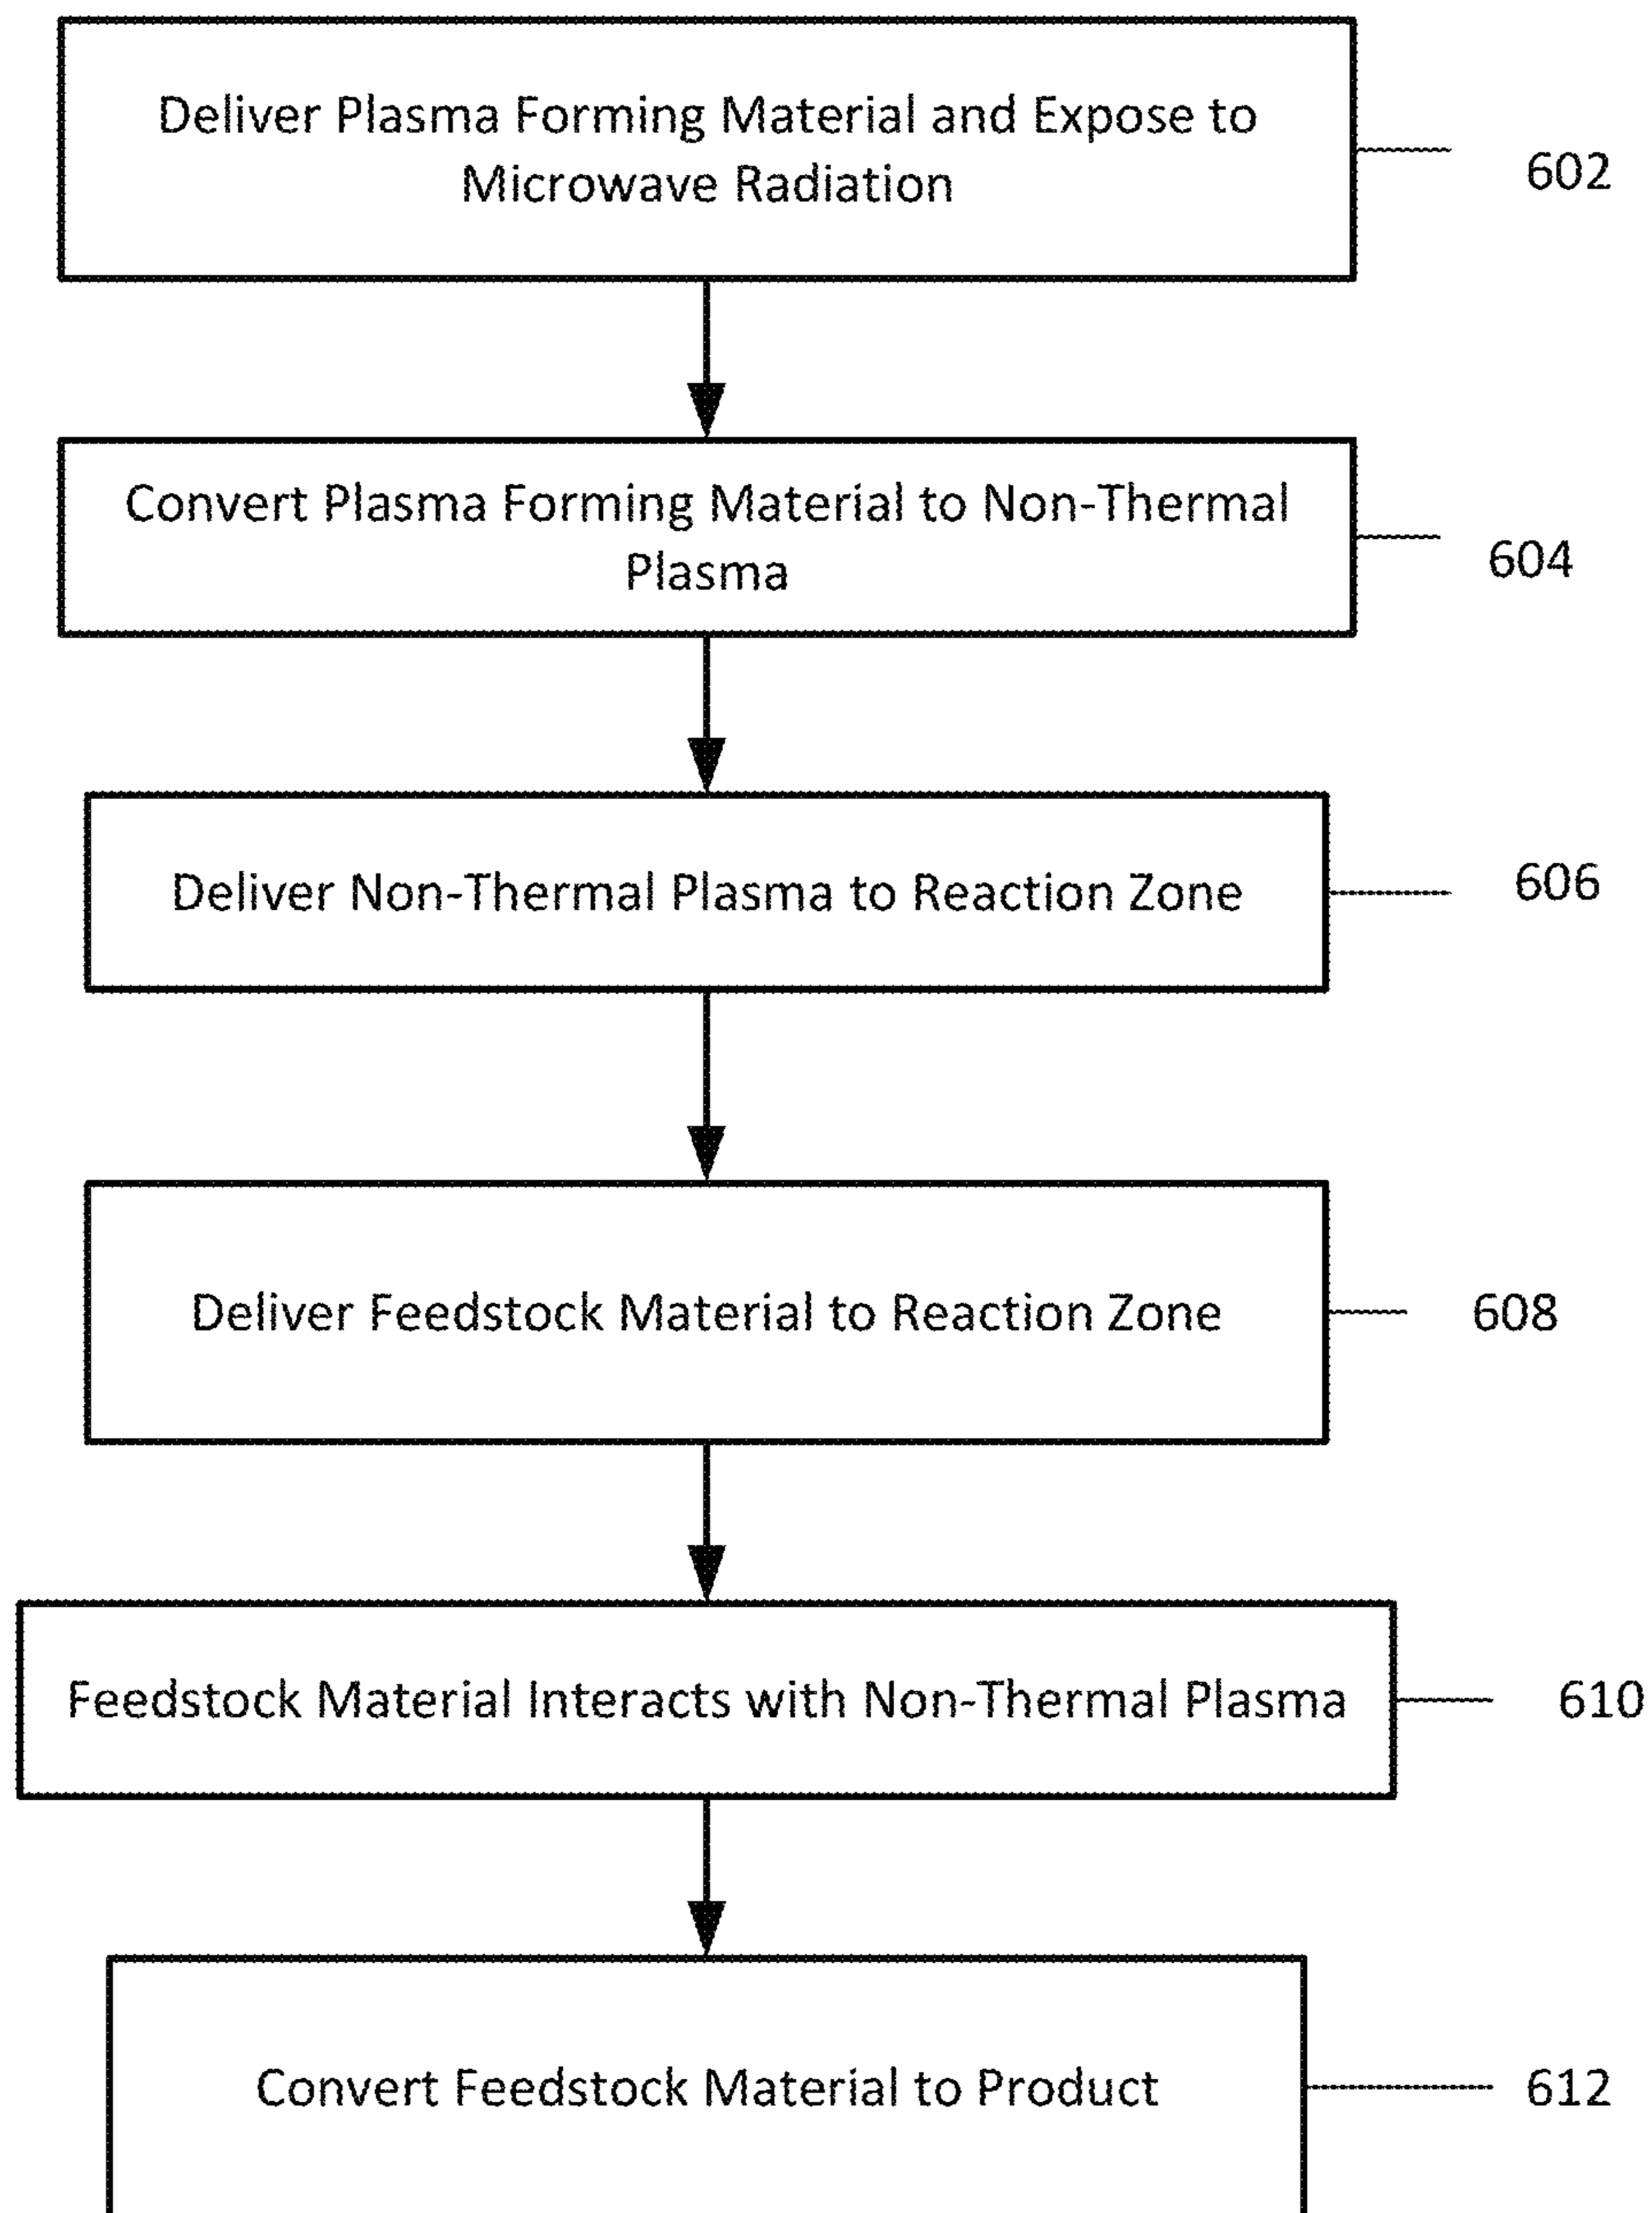 Deliver Plasma Forming Material and Expose to
Microwave Radiation
602
Convert Plasma Forming Material to Non-Thermal
Plasma
604
Deliver Non-Thermal Plasma to Reaction Zone
606
Deliver Feedstock Material to Reaction Zone
608
Feedstock Material Interacts with Non-Thermal Plasma
610
Convert Feedstock Material to Product
612